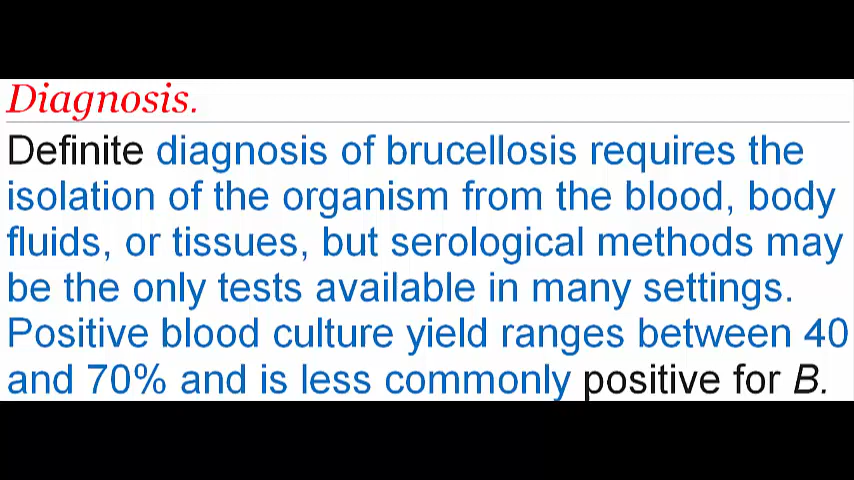 Diagnosis.
Definite diagnosis of brucellosis requires the
isolation of the organism from the blood, body
fluids, or tissues, but serological methods may
be the only tests available in many settings.
Positive blood culture yield ranges between 40
and 70% and is less commonly positive for B.